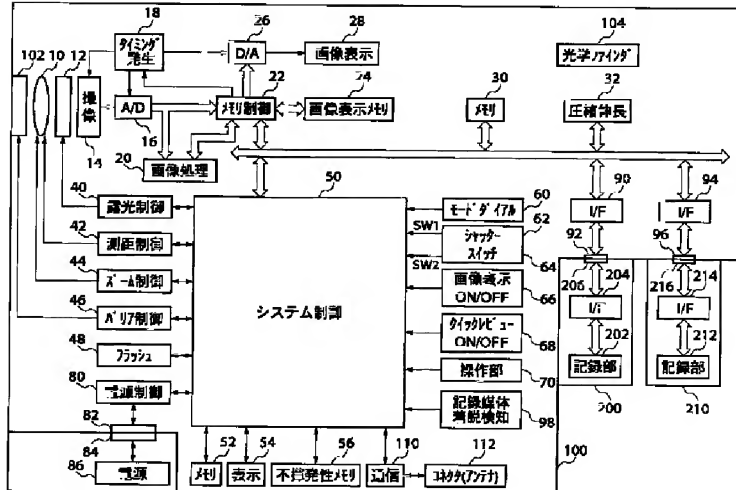 18 26 28 104
102 10 12 タイミング発生 D/A 画像表示 光学ファインダ
22 24 30 32
撮像 A/D メモリ制御 画像表示メモリ メモリ 圧縮伸長
14 16
20 画像処理
50 90 94
40 露光制御 モードダイアル 60 I/F I/F
42 測距制御 SW1 シャッタースイッチ 62 92 96
44 ズーム制御 SW2 64 206 204 216 214
46 バリア制御 システム制御 画像表示 ON/OFF 66 I/F I/F
48 フラッシュ クイックレビュー ON/OFF 68 202 212
80 電源制御 操作部 70 記録部 記録部
82 記録媒体着脱検知 98 200 210
84 52 54 56 110 112 100
86 電源 メモリ 表示 不揮発性メモリ 通信 コネクタ(アンテナ)